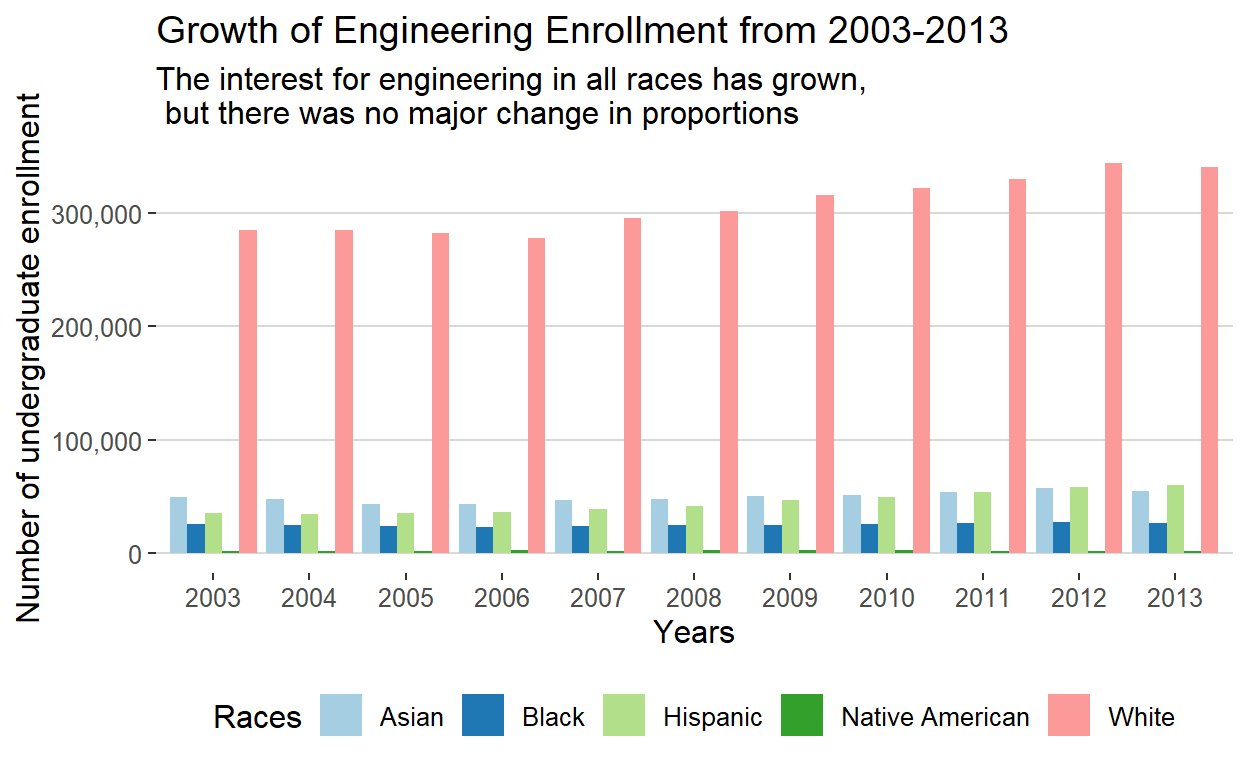 Growth of Engineering Enrollment from 2003-2013
The interest for engineering in all races has grown,
but there was no major change in proportions
Number of undergraduate enrollment
300,000
200,000
100,000
0
2003 2004 2005 2006 2007 2008 2009 2010 2011 2012 2013
Years
Races Asian Black Hispanic Native American White